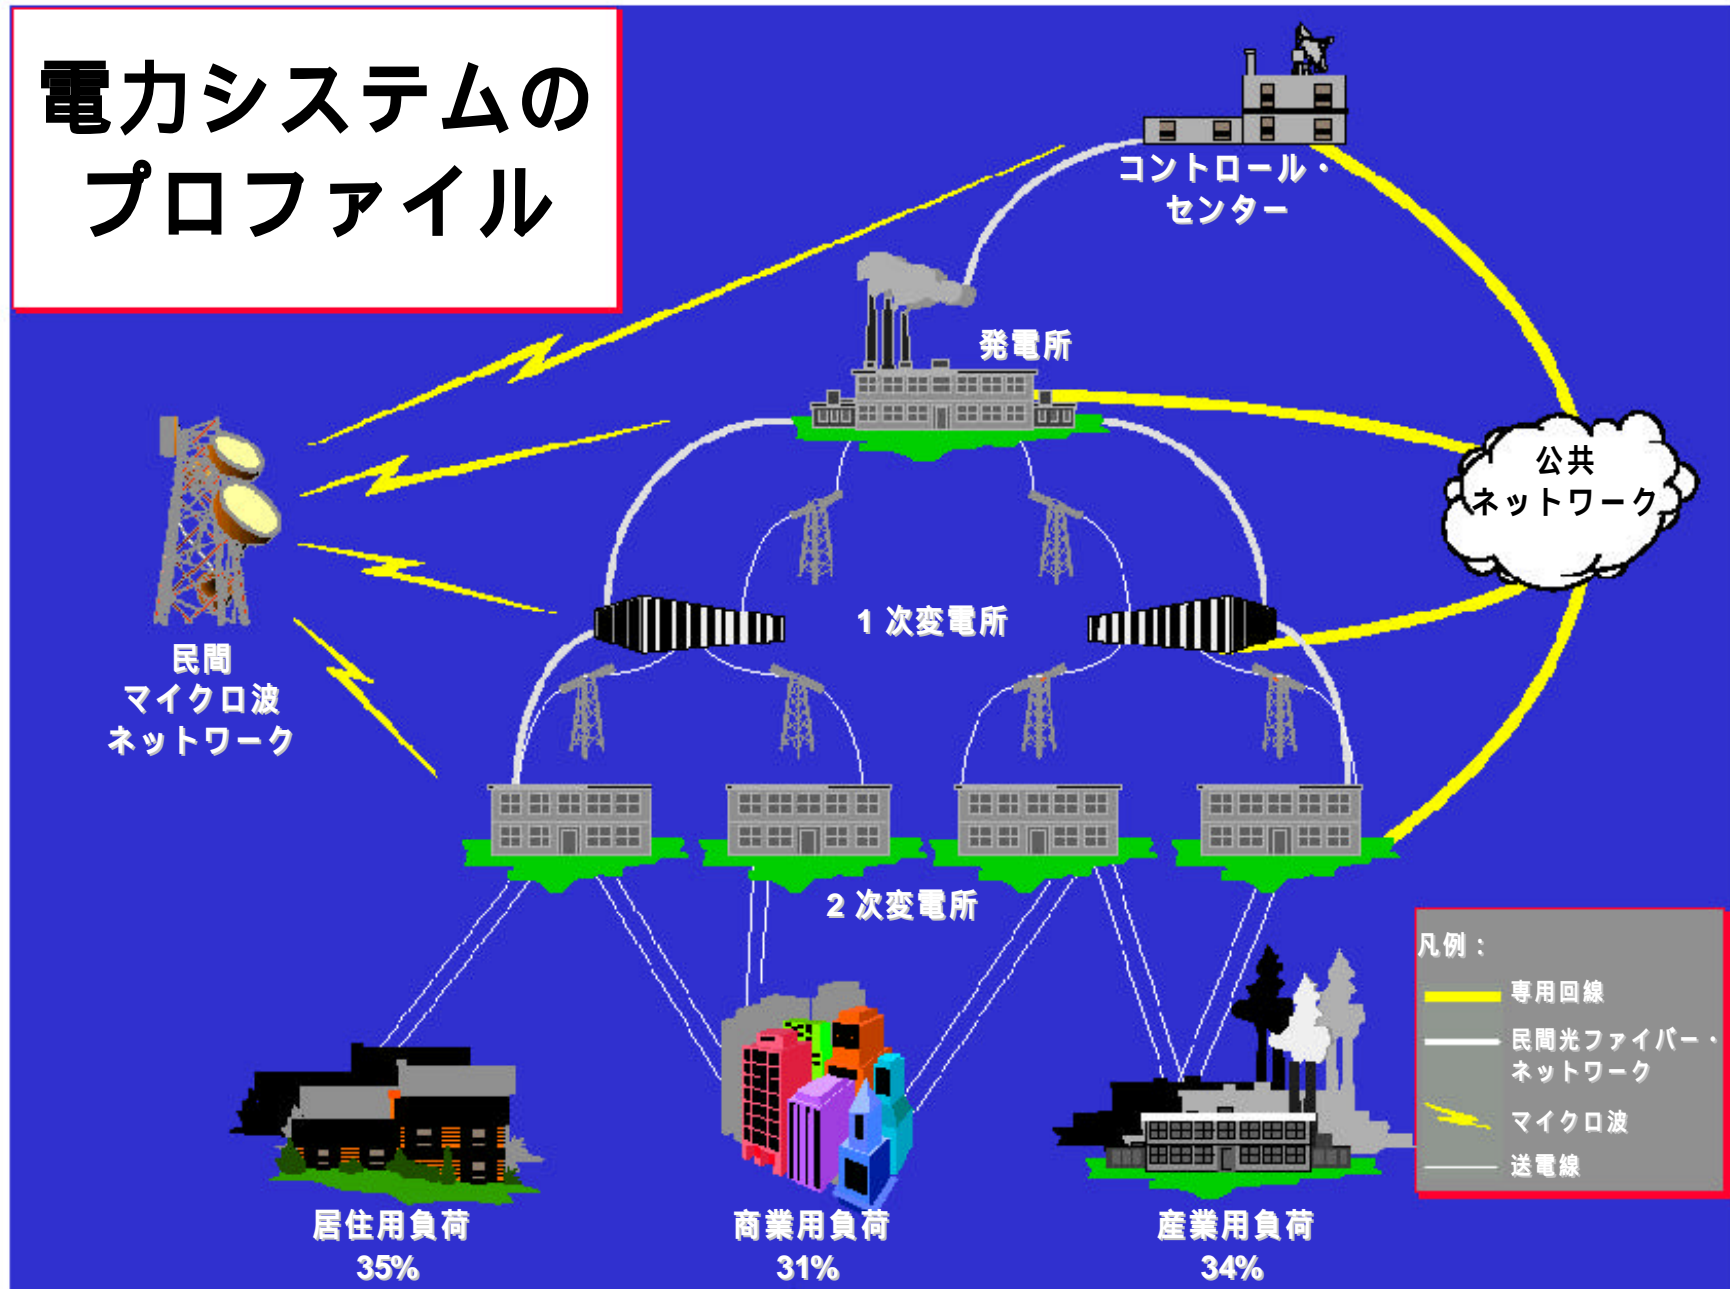 電力システムの
プロファイル
コントロール・
センター
発電所
公共
ネットワーク
1 次変電所
民間
マイクロ波
ネットワーク
2 次変電所
凡例：
専用回線
民間光ファイバー・
ネットワーク
マイクロ波
送電線
居住用負荷
35%
商業用負荷
31%
産業用負荷
34%